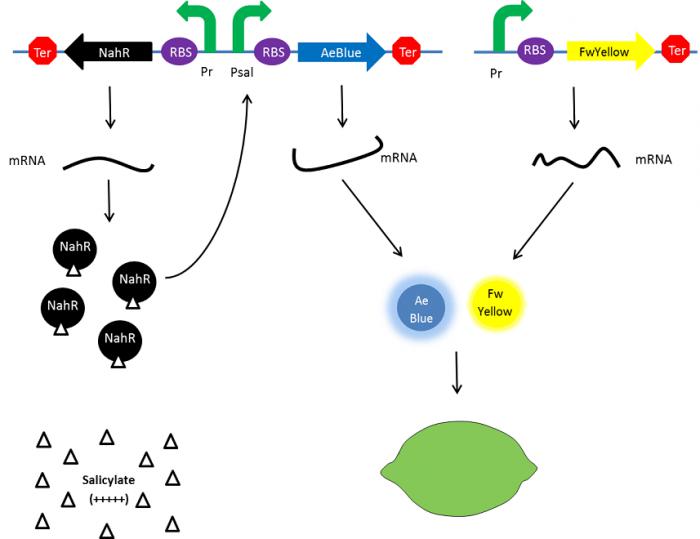 Ter NahR RBS RBS AeBlue Ter RBS FwYellow Ter
Pr Psal Pr
mRNA mRNA mRNA
NahR
NahR
NahR
NahR
Ae
Blue
Fw
Yellow
Salicylate
(+++++)